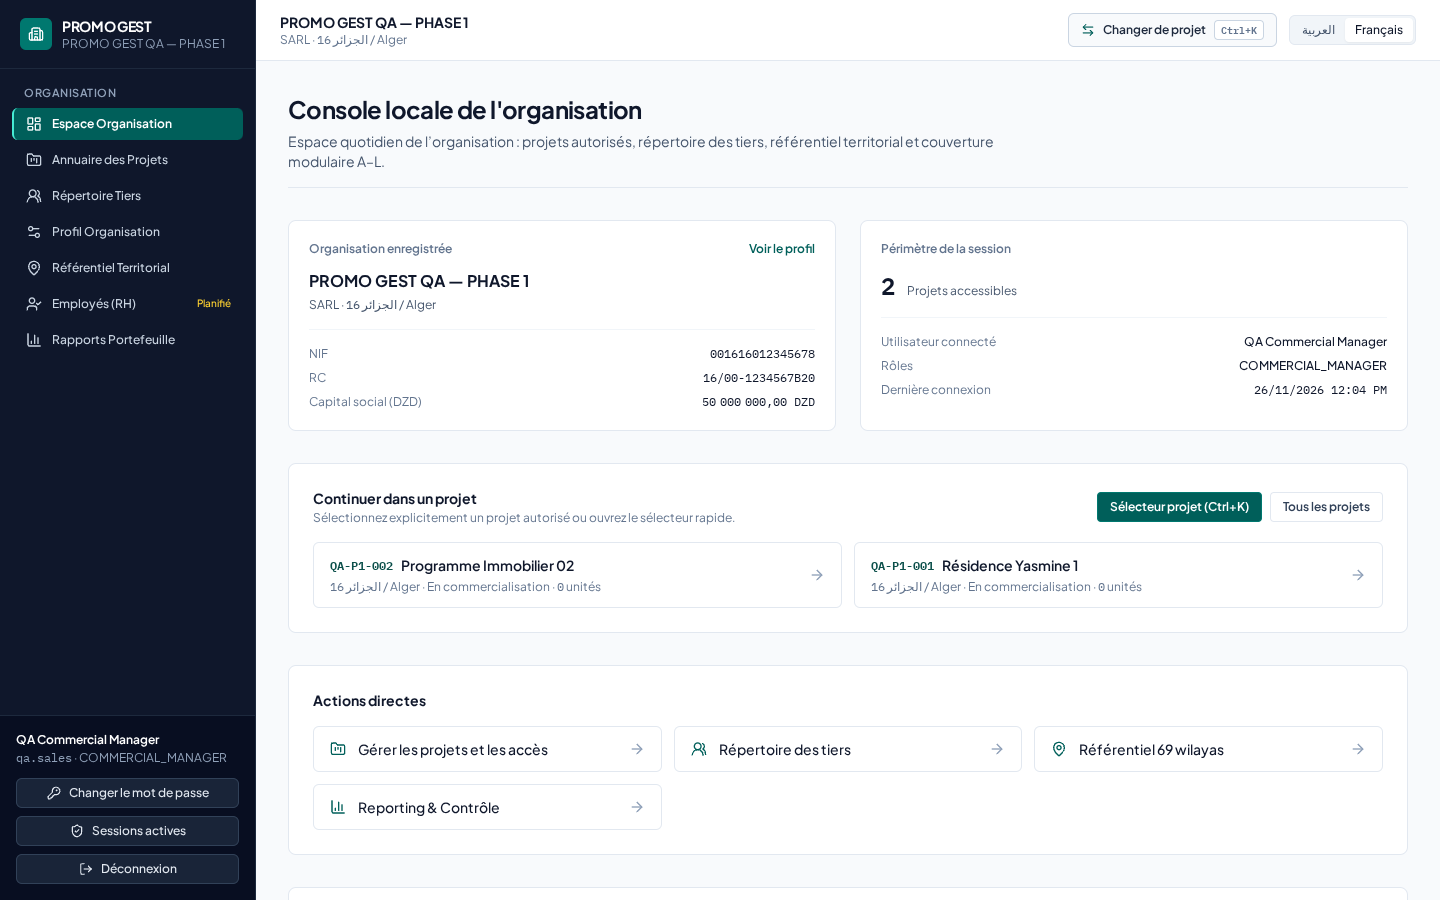 PROMO GEST
PROMO GEST QA — PHASE 1
ORGANISATION
Espace Organisation
Annuaire des Projets
Répertoire Tiers
Profil Organisation
Référentiel Territorial
Employés (RH) Planifié
Rapports Portefeuille
QA Commercial Manager
qa.sales · COMMERCIAL_MANAGER
Changer le mot de passe
Sessions actives
Déconnexion
PROMO GEST QA — PHASE 1
SARL · 16 الجزائر / Alger
Changer de projet Ctrl+K
العربية Français
Console locale de l'organisation
Espace quotidien de l'organisation : projets autorisés, répertoire des tiers, référentiel territorial et couverture
modulaire A–L.
Organisation enregistrée Voir le profil
PROMO GEST QA — PHASE 1
SARL · 16 الجزائر / Alger
NIF 001616012345678
RC 16/00-1234567B20
Capital social (DZD) 50 000 000,00 DZD
Périmètre de la session
2 Projets accessibles
Utilisateur connecté QA Commercial Manager
Rôles COMMERCIAL_MANAGER
Dernière connexion 26/11/2026 12:04 PM
Continuer dans un projet
Sélectionnez explicitement un projet autorisé ou ouvrez le sélecteur rapide.
Sélecteur projet (Ctrl+K) Tous les projets
QA-P1-002 Programme Immobilier 02
16 الجزائر / Alger · En commercialisation · 0 unités
QA-P1-001 Résidence Yasmine 1
16 الجزائر / Alger · En commercialisation · 0 unités
Actions directes
Gérer les projets et les accès
Répertoire des tiers
Référentiel 69 wilayas
Reporting & Contrôle